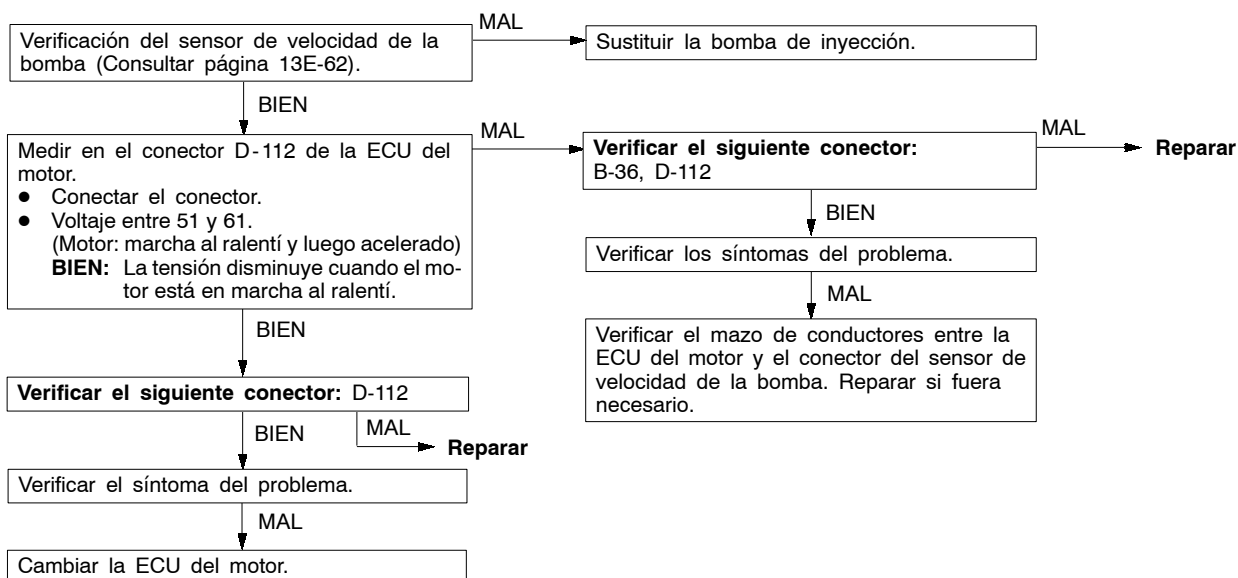 Verificación del sensor de velocidad de la
bomba (Consultar página 13E-62).
MAL
Sustituir la bomba de inyección.
BIEN
Medir en el conector D-112 de la ECU del
motor.
● Conectar el conector.
● Voltaje entre 51 y 61.
(Motor: marcha al ralentí y luego acelerado)
BIEN: La tensión disminuye cuando el mo-
tor está en marcha al ralentí.
MAL
Verificar el siguiente conector:
B-36, D-112
MAL
Reparar
BIEN
Verificar los síntomas del problema.
MAL
Verificar el mazo de conductores entre la
ECU del motor y el conector del sensor de
velocidad de la bomba. Reparar si fuera
necesario.
BIEN
Verificar el siguiente conector: D-112
BIEN
MAL
Reparar
Verificar el síntoma del problema.
MAL
Cambiar la ECU del motor.